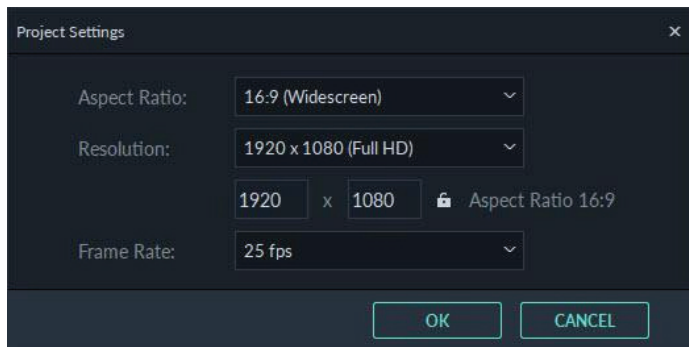 Project Settings
Aspect Ratio: 16:9 (Widescreen)
Resolution: 1920 x 1080 (Full HD)
1920 x 1080 Aspect Ratio 16:9
Frame Rate: 25 fps
OK CANCEL